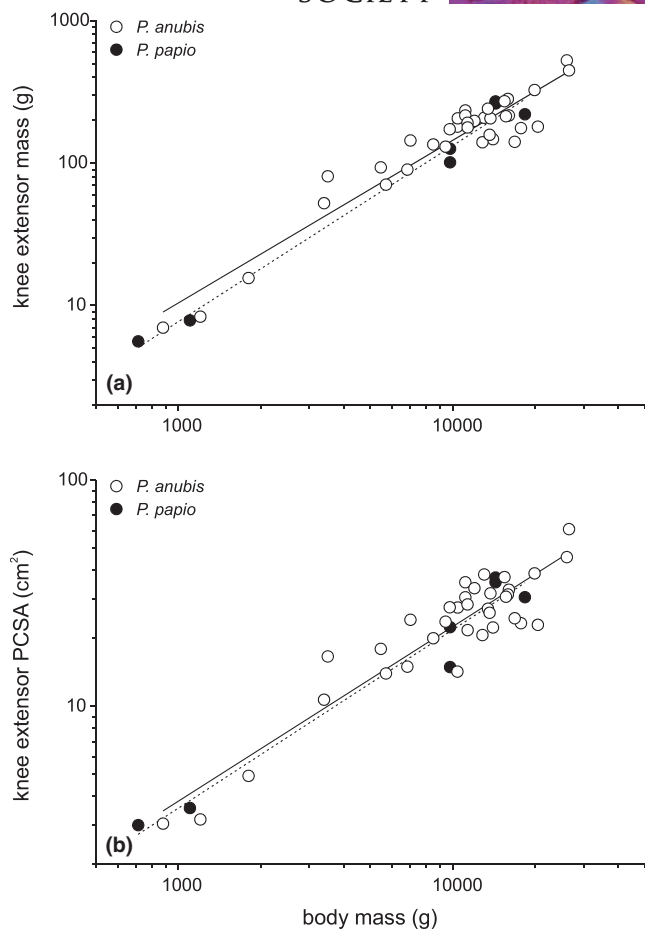 SOCIETY
1000
P. anubis
P. papio
knee extensor mass (g)
100
10
(a)
1000
10000
100
P. anubis
P. papio
knee extensor PCSA (cm²)
10
(b)
1000
10000
body mass (g)